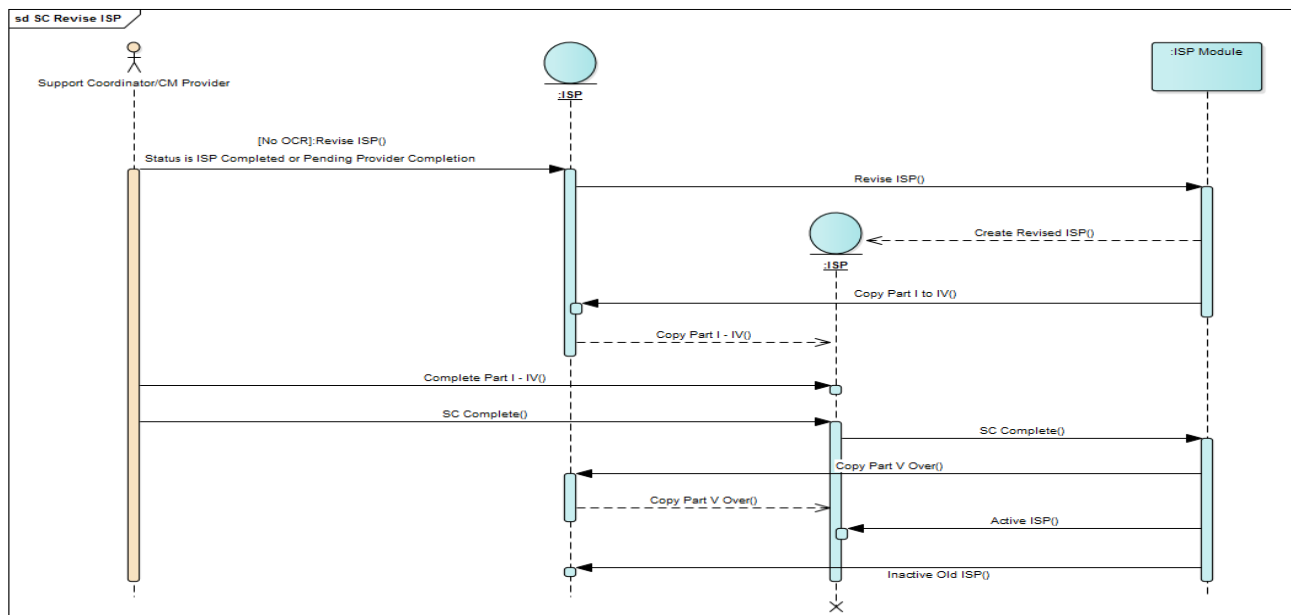 sd SC Revise ISP
Support Coordinator/CM Provider
:ISP
:ISP Module
[No OCR]:Revise ISP()
Status is ISP Completed or Pending Provider Completion
Revise ISP()
Create Revised ISP()
:ISP
Copy Part I to IV()
Copy Part I - IV()
Complete Part I - IV()
SC Complete()
SC Complete()
Copy Part V Over()
Copy Part V Over()
Active ISP()
Inactive Old ISP()